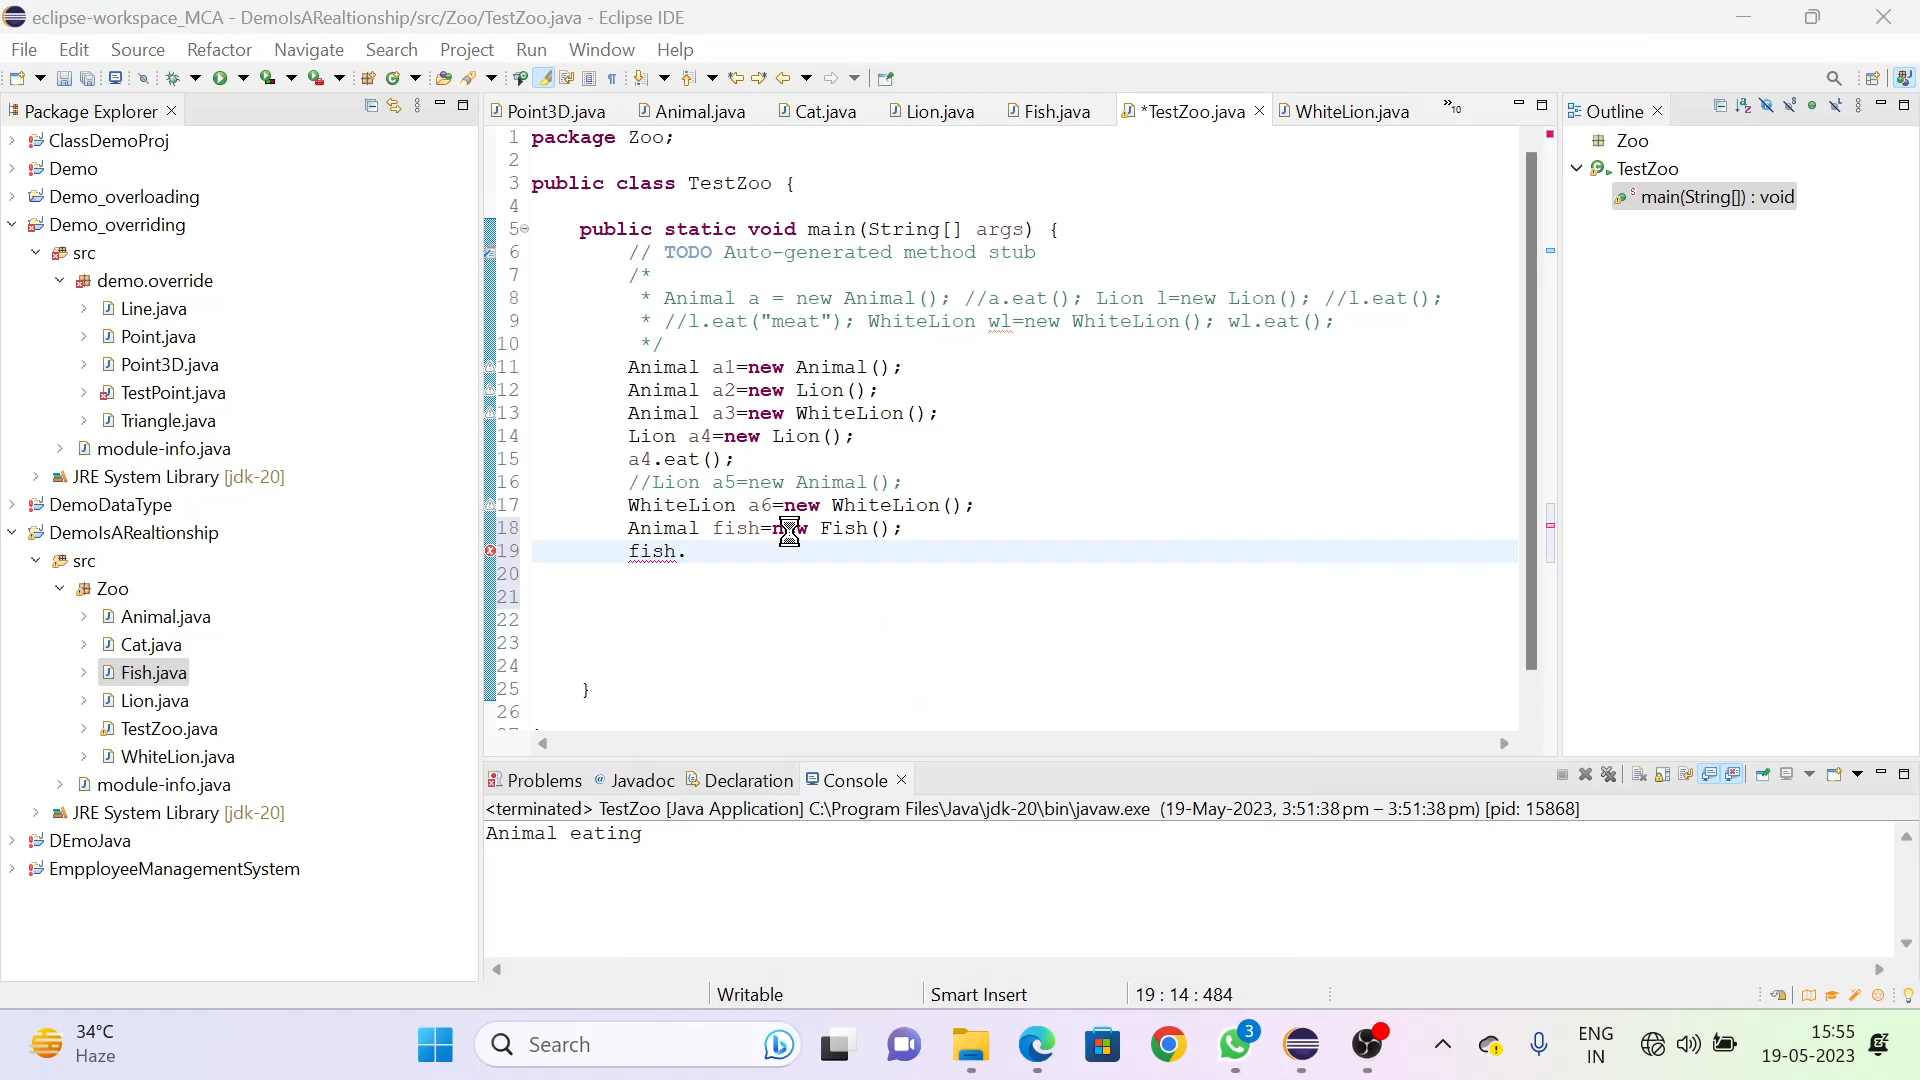 eclipse-workspace_MCA - DemoIsARealtionship/src/Zoo/TestZoo.java - Eclipse IDE
File Edit Source Refactor Navigate Search Project Run Window Help
Package Explorer
ClassDemoProj
Demo
Demo_overloading
Demo_overriding
src
demo.override
Line.java
Point.java
Point3D.java
TestPoint.java
Triangle.java
module-info.java
JRE System Library [jdk-20]
DemoDataType
DemoIsARealtionship
src
Zoo
Animal.java
Cat.java
Fish.java
Lion.java
TestZoo.java
WhiteLion.java
module-info.java
JRE System Library [jdk-20]
DEmoJava
EmpployeeManagementSystem
Point3D.java Animal.java Cat.java Lion.java Fish.java *TestZoo.java WhiteLion.java »10
1 package Zoo;
2
3 public class TestZoo {
4
5 public static void main(String[] args) {
6 // TODO Auto-generated method stub
7 /*
8 * Animal a = new Animal(); //a.eat(); Lion l=new Lion(); //l.eat();
9 * //l.eat("meat"); WhiteLion wl=new WhiteLion(); wl.eat();
10 */
11 Animal a1=new Animal();
12 Animal a2=new Lion();
13 Animal a3=new WhiteLion();
14 Lion a4=new Lion();
15 a4.eat();
16 //Lion a5=new Animal();
17 WhiteLion a6=new WhiteLion();
18 Animal fish=new Fish();
19 fish.
20
21
22
23
24
25 }
26
Outline
Zoo
TestZoo
main(String[]) : void
Problems Javadoc Declaration Console
<terminated> TestZoo [Java Application] C:\Program Files\Java\jdk-20\bin\javaw.exe (19-May-2023, 3:51:38 pm – 3:51:38 pm) [pid: 15868]
Animal eating
Writable Smart Insert 19 : 14 : 484
34°C
Haze
Search
3
ENG
IN
15:55
19-05-2023